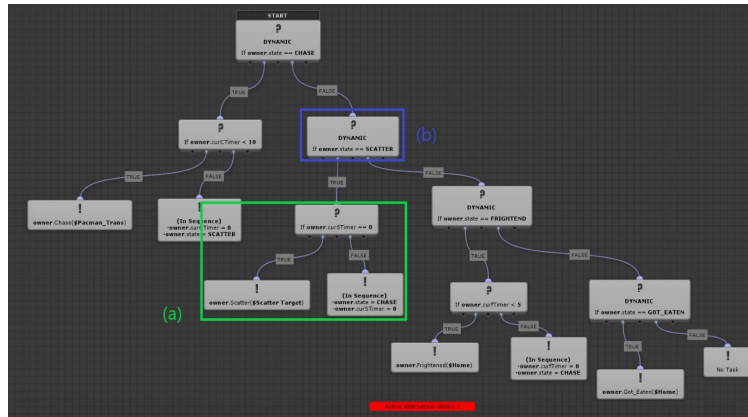 START
?
DYNAMIC
If owner.state == CHASE
TRUE
FALSE
?
If owner.curCTimer < 10
?
DYNAMIC
If owner.state == SCATTER
(b)
TRUE
FALSE
TRUE
FALSE
!
owner.Chase($Pacman_Trans)
!
(In Sequence)
-owner.curCTimer = 0
-owner.state = SCATTER
?
If owner.curSTimer == 0
?
DYNAMIC
If owner.state == FRIGHTEND
TRUE
FALSE
TRUE
FALSE
(a)
!
owner.Scatter($Scatter Target)
!
(In Sequence)
-owner.state = CHASE
-owner.curSTimer = 0
?
If owner.curfTimer < 5
?
DYNAMIC
If owner.state == GOT_EATEN
TRUE
FALSE
TRUE
FALSE
!
owner.Frightened($Home)
!
(In Sequence)
-owner.curfTimer = 0
-owner.state = CHASE
!
owner.Got_Eaten($Home)
!
No Task